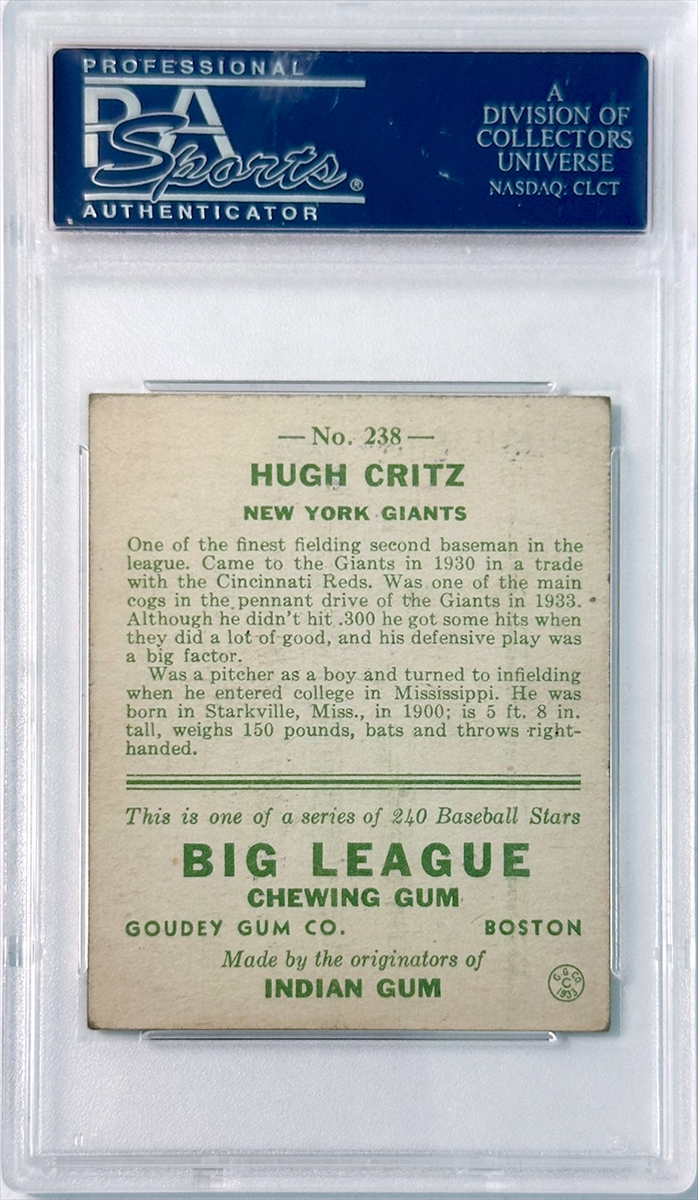 PROFESSIONAL
PSA
Sports®
AUTHENTICATOR
A
DIVISION OF
COLLECTORS
UNIVERSE
NASDAQ: CLCT
— No. 238 —
HUGH CRITZ
NEW YORK GIANTS
One of the finest fielding second baseman in the
league. Came to the Giants in 1930 in a trade
with the Cincinnati Reds. Was one of the main
cogs in the pennant drive of the Giants in 1933.
Although he didn't hit .300 he got some hits when
they did a lot of good, and his defensive play was
a big factor.
Was a pitcher as a boy and turned to infielding
when he entered college in Mississippi. He was
born in Starkville, Miss., in 1900; is 5 ft. 8 in.
tall, weighs 150 pounds, bats and throws right-
handed.
This is one of a series of 240 Baseball Stars
BIG LEAGUE
CHEWING GUM
GOUDEY GUM CO. BOSTON
Made by the originators of
INDIAN GUM
G. G. CO.
C
1933